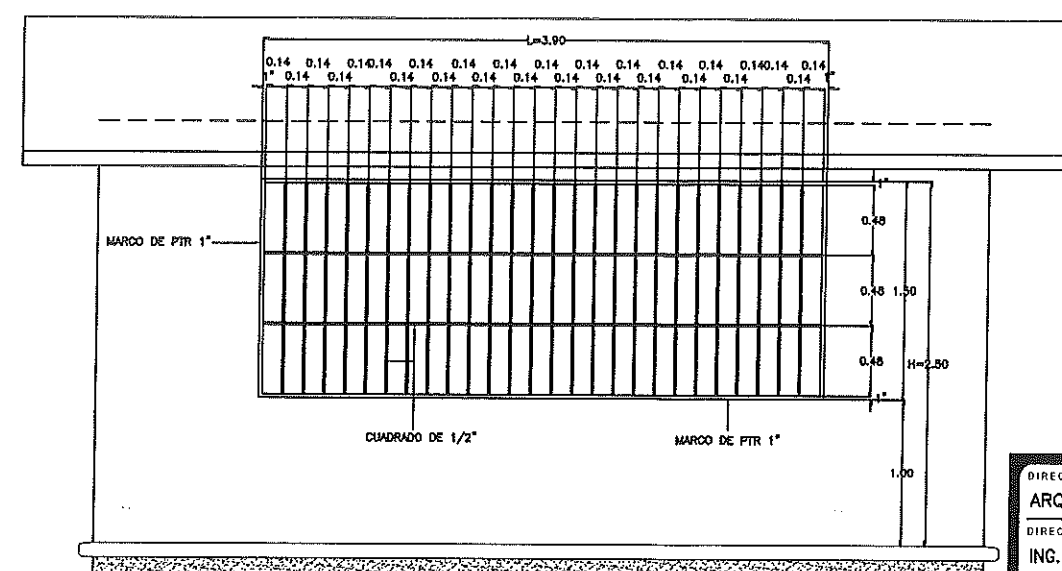 L=3.90
0.14 0.14 0.140.14 0.14 0.14 0.14 0.14 0.14 0.14 0.14 0.14 0.140.14 0.14
1" 0.14 0.14 0.14 0.14 0.14 0.14 0.14 0.14 0.14 0.14 0.14 0.14 1"
1"
0.48
MARCO DE PTR 1"
0.48 1.50
0.48 H=2.50
1"
CUADRADO DE 1/2"
MARCO DE PTR 1"
1.00
DIREC
ARQ
DIREC
ING.